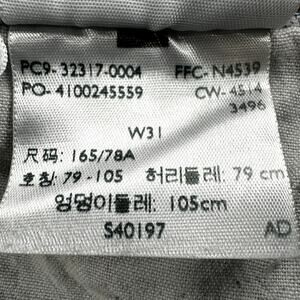 PC9-32317-0004 FFC-N4539
PO-4100245559 CW-4514
3496
W31
尺码: 165/78A
호칭: 79-105 허리둘레: 79 cm
엉덩이둘레: 105cm
S40197 AD